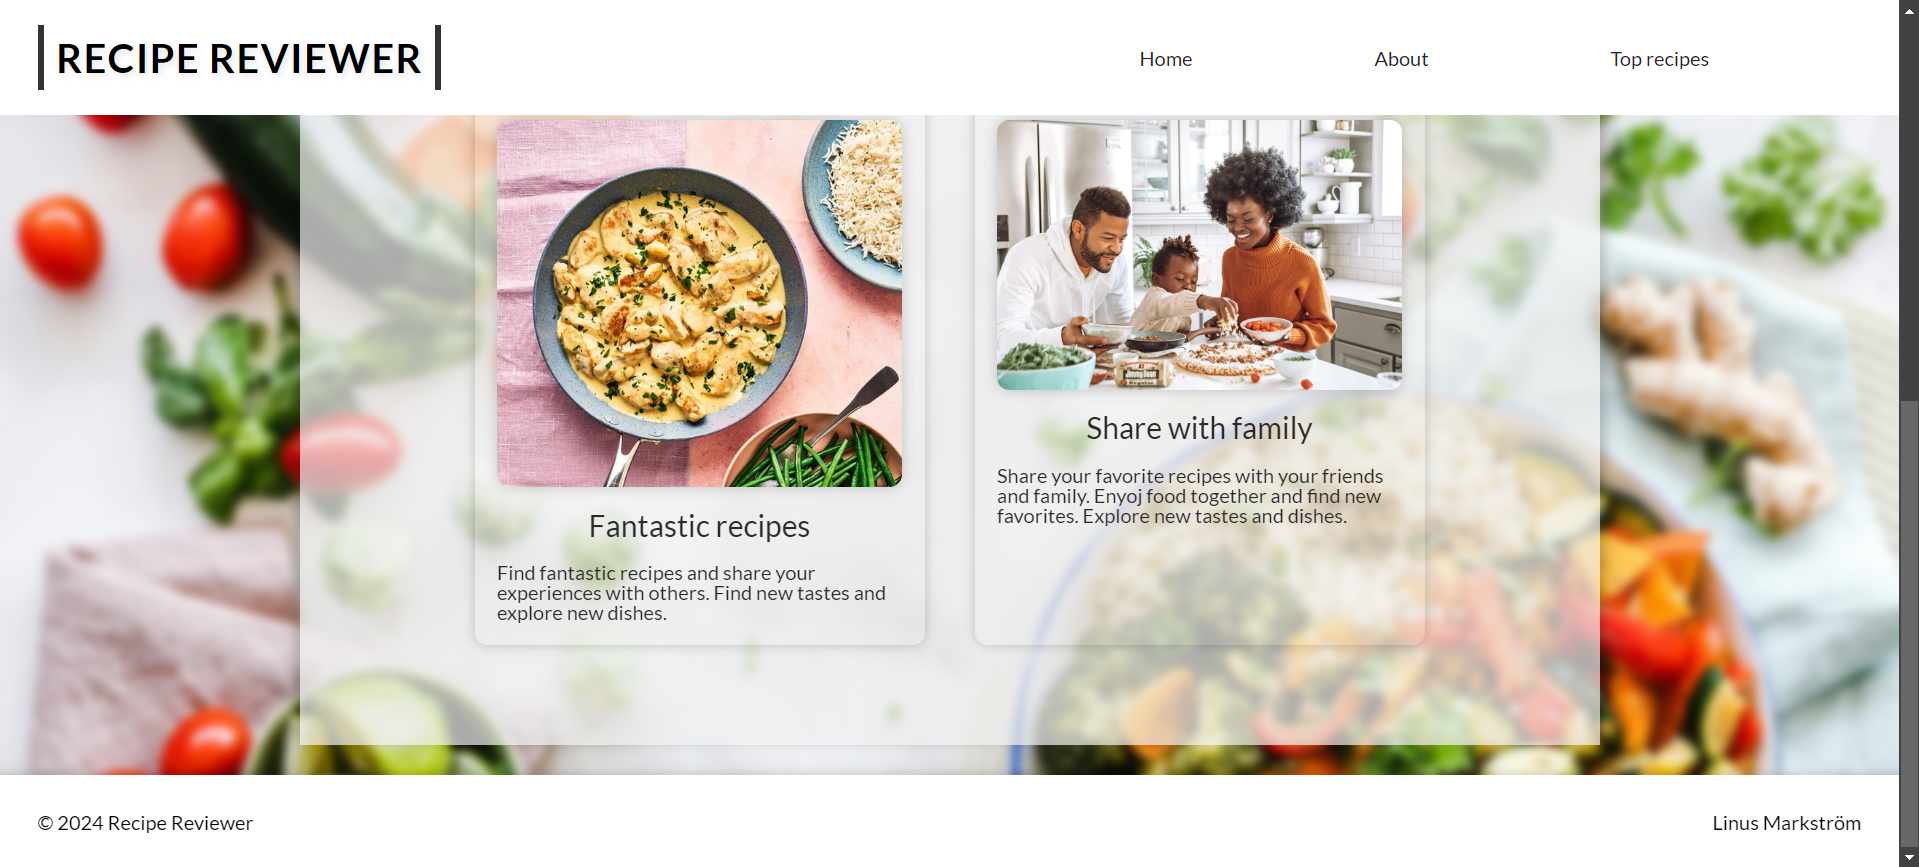 RECIPE REVIEWER
Home
About
Top recipes
Fantastic recipes
Find fantastic recipes and share your
experiences with others. Find new tastes and
explore new dishes.
Share with family
Share your favorite recipes with your friends
and family. Enyoj food together and find new
favorites. Explore new tastes and dishes.
© 2024 Recipe Reviewer
Linus Markström